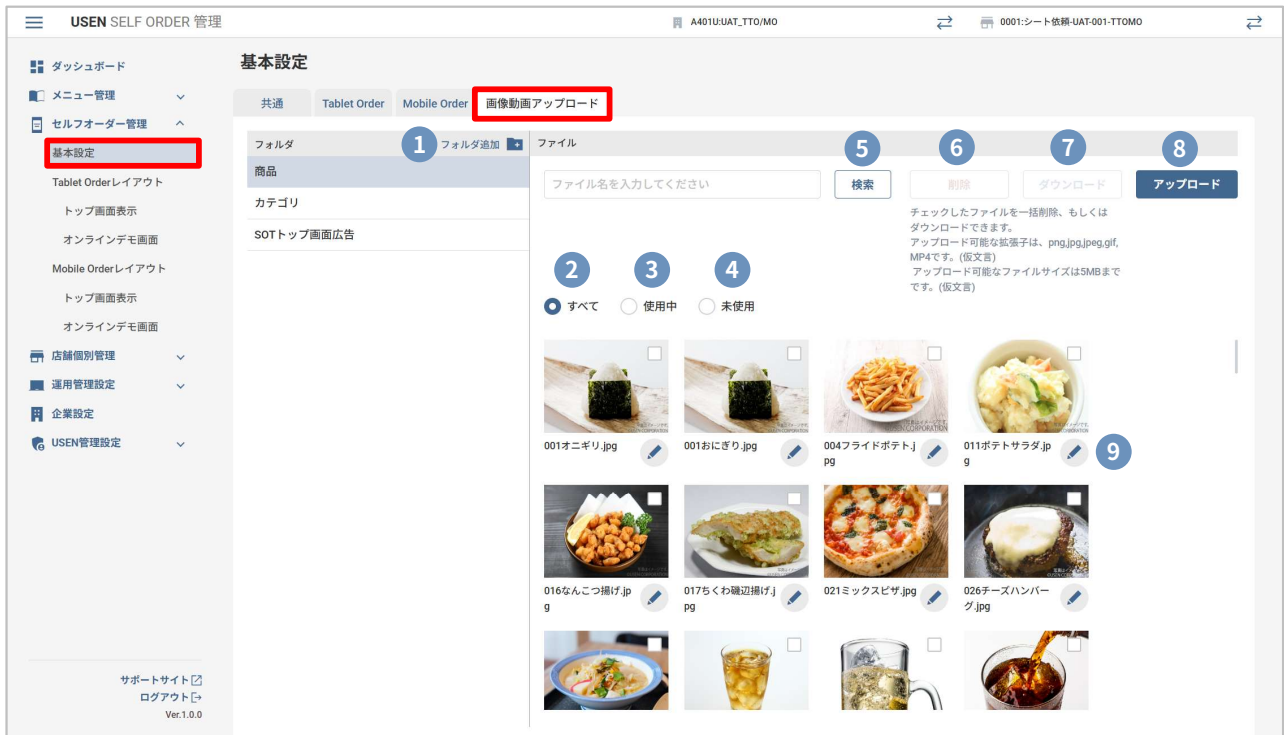 USEN SELF ORDER 管理
A401U:UAT_TTO/MO
0001:シート依頼-UAT-001-TTOMO
ダッシュボード
メニュー管理
セルフオーダー管理
基本設定
Tablet Orderレイアウト
トップ画面表示
オンラインデモ画面
Mobile Orderレイアウト
トップ画面表示
オンラインデモ画面
店舗個別管理
運用管理設定
企業設定
USEN管理設定
サポートサイト
ログアウト
Ver.1.0.0
基本設定
共通
Tablet Order
Mobile Order
画像動画アップロード
フォルダ
1
フォルダ追加
商品
カテゴリ
SOTトップ画面広告
ファイル
5
6
7
8
ファイル名を入力してください
検索
削除
ダウンロード
アップロード
チェックしたファイルを一括削除、もしくは
ダウンロードできます。
アップロード可能な拡張子は、png,jpg,jpeg,gif,
MP4です。(仮文言)
アップロード可能なファイルサイズは5MBまで
です。(仮文言)
2
3
4
すべて
使用中
未使用
001オニギリ.jpg
001おにぎり.jpg
004フライドポテト.j
pg
011ポテトサラダ.jp
g
9
016なんこつ揚げ.jp
g
017ちくわ磯辺揚げ.j
pg
021ミックスピザ.jpg
026チーズハンバー
グ.jpg